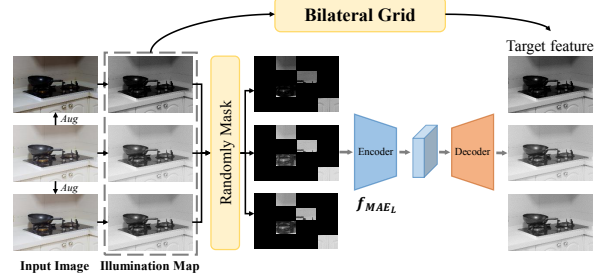 Bilateral Grid
Target feature
Aug
Aug
Randomly Mask
Encoder
Decoder
f_MAE_L
Input Image
Illumination Map